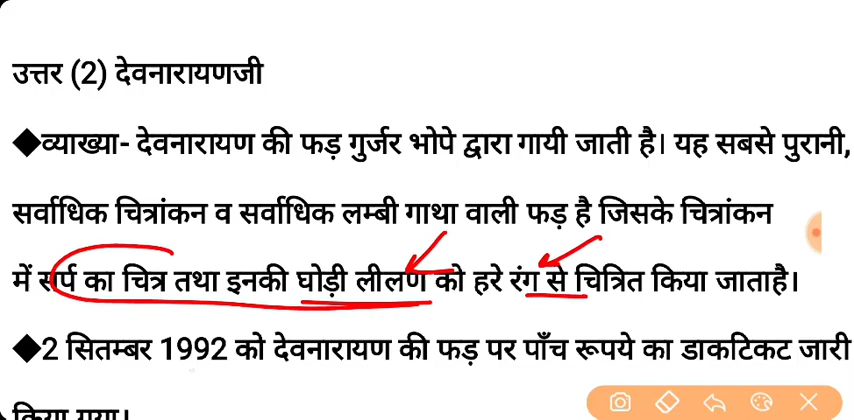 उत्तर (2) देवनारायणजी
◆व्याख्या- देवनारायण की फड़ गुर्जर भोपे द्वारा गायी जाती है। यह सबसे पुरानी,
सर्वाधिक चित्रांकन व सर्वाधिक लम्बी गाथा वाली फड़ है जिसके चित्रांकन
में सर्प का चित्र तथा इनकी घोड़ी लीलण को हरे रंग से चित्रित किया जाताहै।
◆2 सितम्बर 1992 को देवनारायण की फड़ पर पाँच रूपये का डाकटिकट जारी
किया गया।